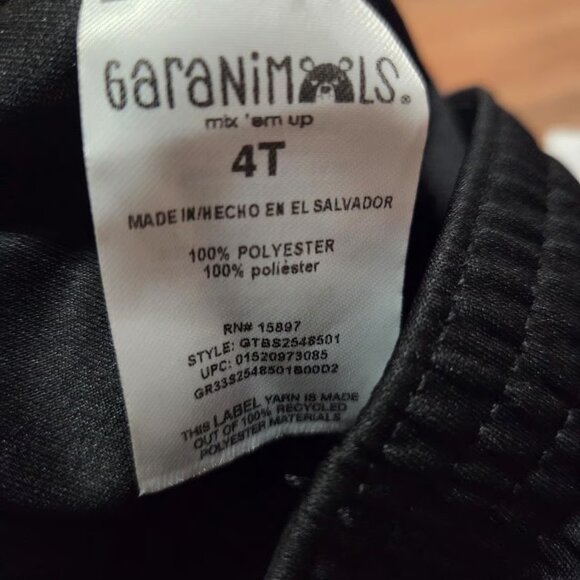 GaraNiMaLS®
mix 'em up
4T
MADE IN/HECHO EN EL SALVADOR
100% POLYESTER
100% poliéster
RN# 15897
STYLE: GTBS2548501
UPC: 01520973085
GR33S2548501B00D2
THIS LABEL YARN IS MADE
OUT OF 100% RECYCLED
POLYESTER MATERIALS